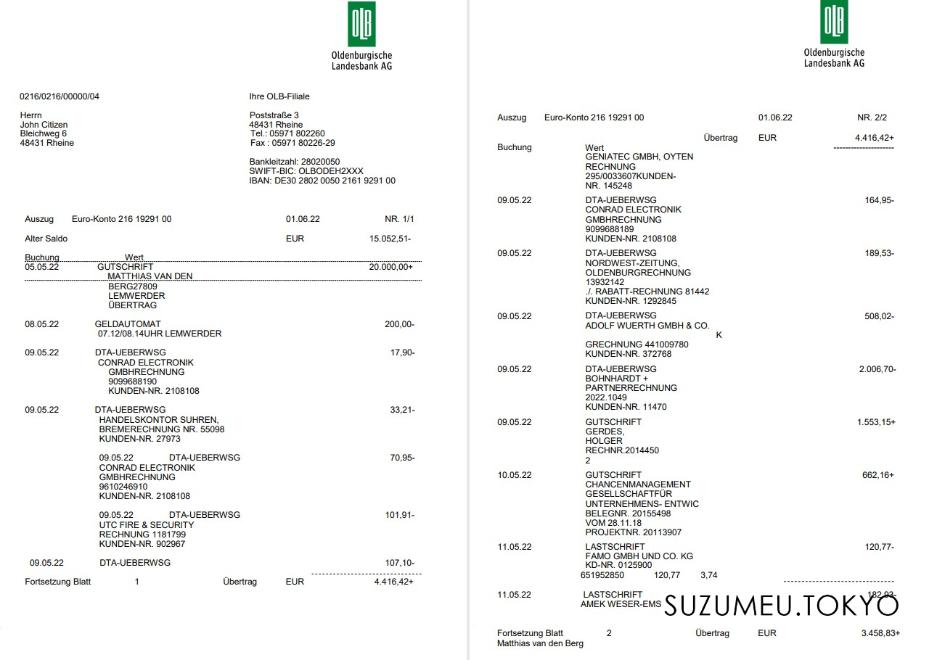 OLB
Oldenburgische
Landesbank AG
0216/0216/00000/04
Ihre OLB-Filiale
Herrn
John Citizen
Bleichweg 6
48431 Rheine
Poststraße 3
48431 Rheine
Tel.: 05971 802260
Fax : 05971 80226-29
Bankleitzahl: 28020050
SWIFT-BIC: OLBODEH2XXX
IBAN: DE30 2802 0050 2161 9291 00
Auszug Euro-Konto 216 19291 00 01.06.22 NR. 1/1
Alter Saldo EUR 15.052,51-
Buchung Wert
05.05.22 GUTSCHRIFT 20.000,00+
MATTHIAS VAN DEN
BERG27809
LEMWERDER
ÜBERTRAG
08.05.22 GELDAUTOMAT 200,00-
07.12/08.14UHR LEMWERDER
09.05.22 DTA-UEBERWSG 17,90-
CONRAD ELECTRONIK
GMBHRECHNUNG
9099688190
KUNDEN-NR. 2108108
09.05.22 DTA-UEBERWSG 33,21-
HANDELSKONTOR SUHREN,
BREMERECHNUNG NR. 55098
KUNDEN-NR. 27973
09.05.22 DTA-UEBERWSG 70,95-
CONRAD ELECTRONIK
GMBHRECHNUNG
9610246910
KUNDEN-NR. 2108108
09.05.22 DTA-UEBERWSG 101,91-
UTC FIRE & SECURITY
RECHNUNG 1181799
KUNDEN-NR. 902967
09.05.22 DTA-UEBERWSG 107,10-
Fortsetzung Blatt 1 Übertrag EUR 4.416,42+
OLB
Oldenburgische
Landesbank AG
Auszug Euro-Konto 216 19291 00 01.06.22 NR. 2/2
Übertrag EUR 4.416,42+
Buchung Wert
GENIATEC GMBH, OYTEN
RECHNUNG
295/0033607KUNDEN-
NR. 145248
09.05.22 DTA-UEBERWSG 164,95-
CONRAD ELECTRONIK
GMBHRECHNUNG
9099688189
KUNDEN-NR. 2108108
09.05.22 DTA-UEBERWSG 189,53-
NORDWEST-ZEITUNG,
OLDENBURGRECHNUNG
13932142
./. RABATT-RECHNUNG 81442
KUNDEN-NR. 1292845
09.05.22 DTA-UEBERWSG 508,02-
ADOLF WUERTH GMBH & CO.
K
GRECHNUNG 441009780
KUNDEN-NR. 372768
09.05.22 DTA-UEBERWSG 2.006,70-
BOHNHARDT +
PARTNERRECHNUNG
2022.1049
KUNDEN-NR. 11470
09.05.22 GUTSCHRIFT 1.553,15+
GERDES,
HOLGER
RECHNR.2014450
2
10.05.22 GUTSCHRIFT 662,16+
CHANCENMANAGEMENT
GESELLSCHAFTFÜR
UNTERNEHMENS- ENTWIC
BELEGNR. 20155498
VOM 28.11.18
PROJEKTNR. 20113907
11.05.22 LASTSCHRIFT 120,77-
FAMO GMBH UND CO. KG
KD-NR. 0125900
651952850 120,77 3,74
11.05.22 LASTSCHRIFT 182,93-
AMEK WESER-EMS
SUZUMEU.TOKYO
Fortsetzung Blatt 2 Übertrag EUR 3.458,83+
Matthias van den Berg